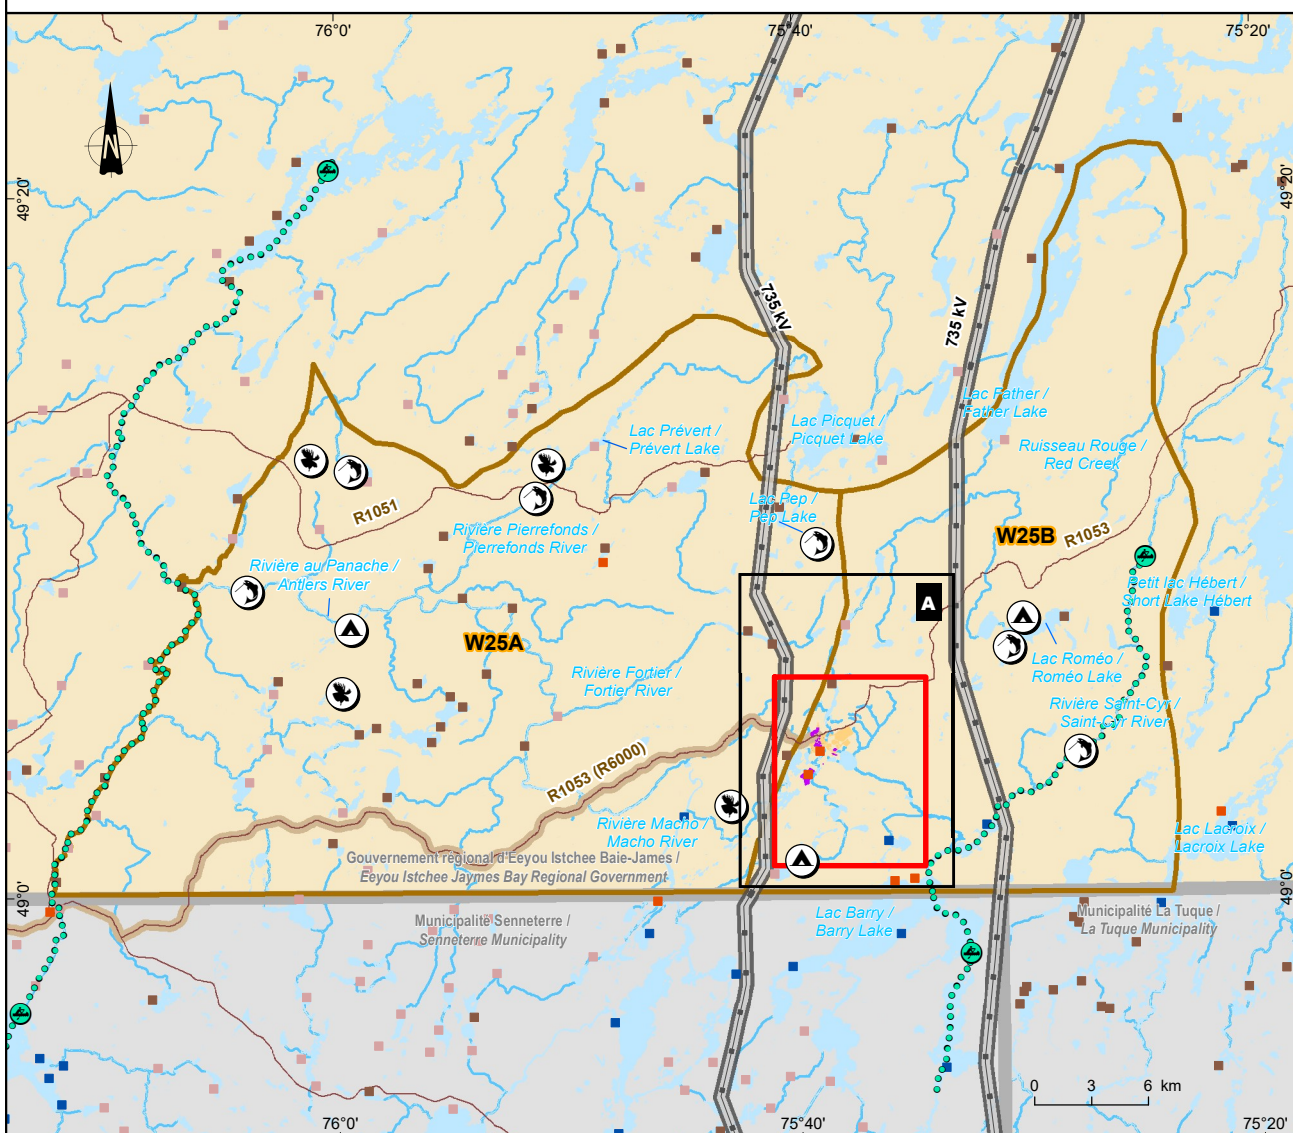 76°0'
75°40'
75°20'
N
49°20'
49°20'
735 kV
735 kV
Lac Father /
Father Lake
Lac Prévert /
Prévert Lake
Lac Picquet /
Picquet Lake
Ruisseau Rouge /
Red Creek
R1051
Lac Pep /
Pep Lake
Rivière Pierrefonds /
Pierrefonds River
W25B
R1053
Rivière au Panache /
Antlers River
Petit lac Hébert /
Short Lake Hébert
A
W25A
Rivière Fortier /
Fortier River
Lac Roméo /
Roméo Lake
Rivière Saint-Cyr /
Saint-Cyr River
R1053 (R6000)
Rivière Macho /
Macho River
Lac Lacroix /
Lacroix Lake
Gouvernement régional d'Eeyou Istchee Baie-James /
Eeyou Istchee Jaymes Bay Regional Government
49°0'
49°0'
Municipalité Senneterre /
Senneterre Municipality
Lac Barry /
Barry Lake
Municipalité La Tuque /
La Tuque Municipality
0 3 6 km
76°0'
75°40'
75°20'